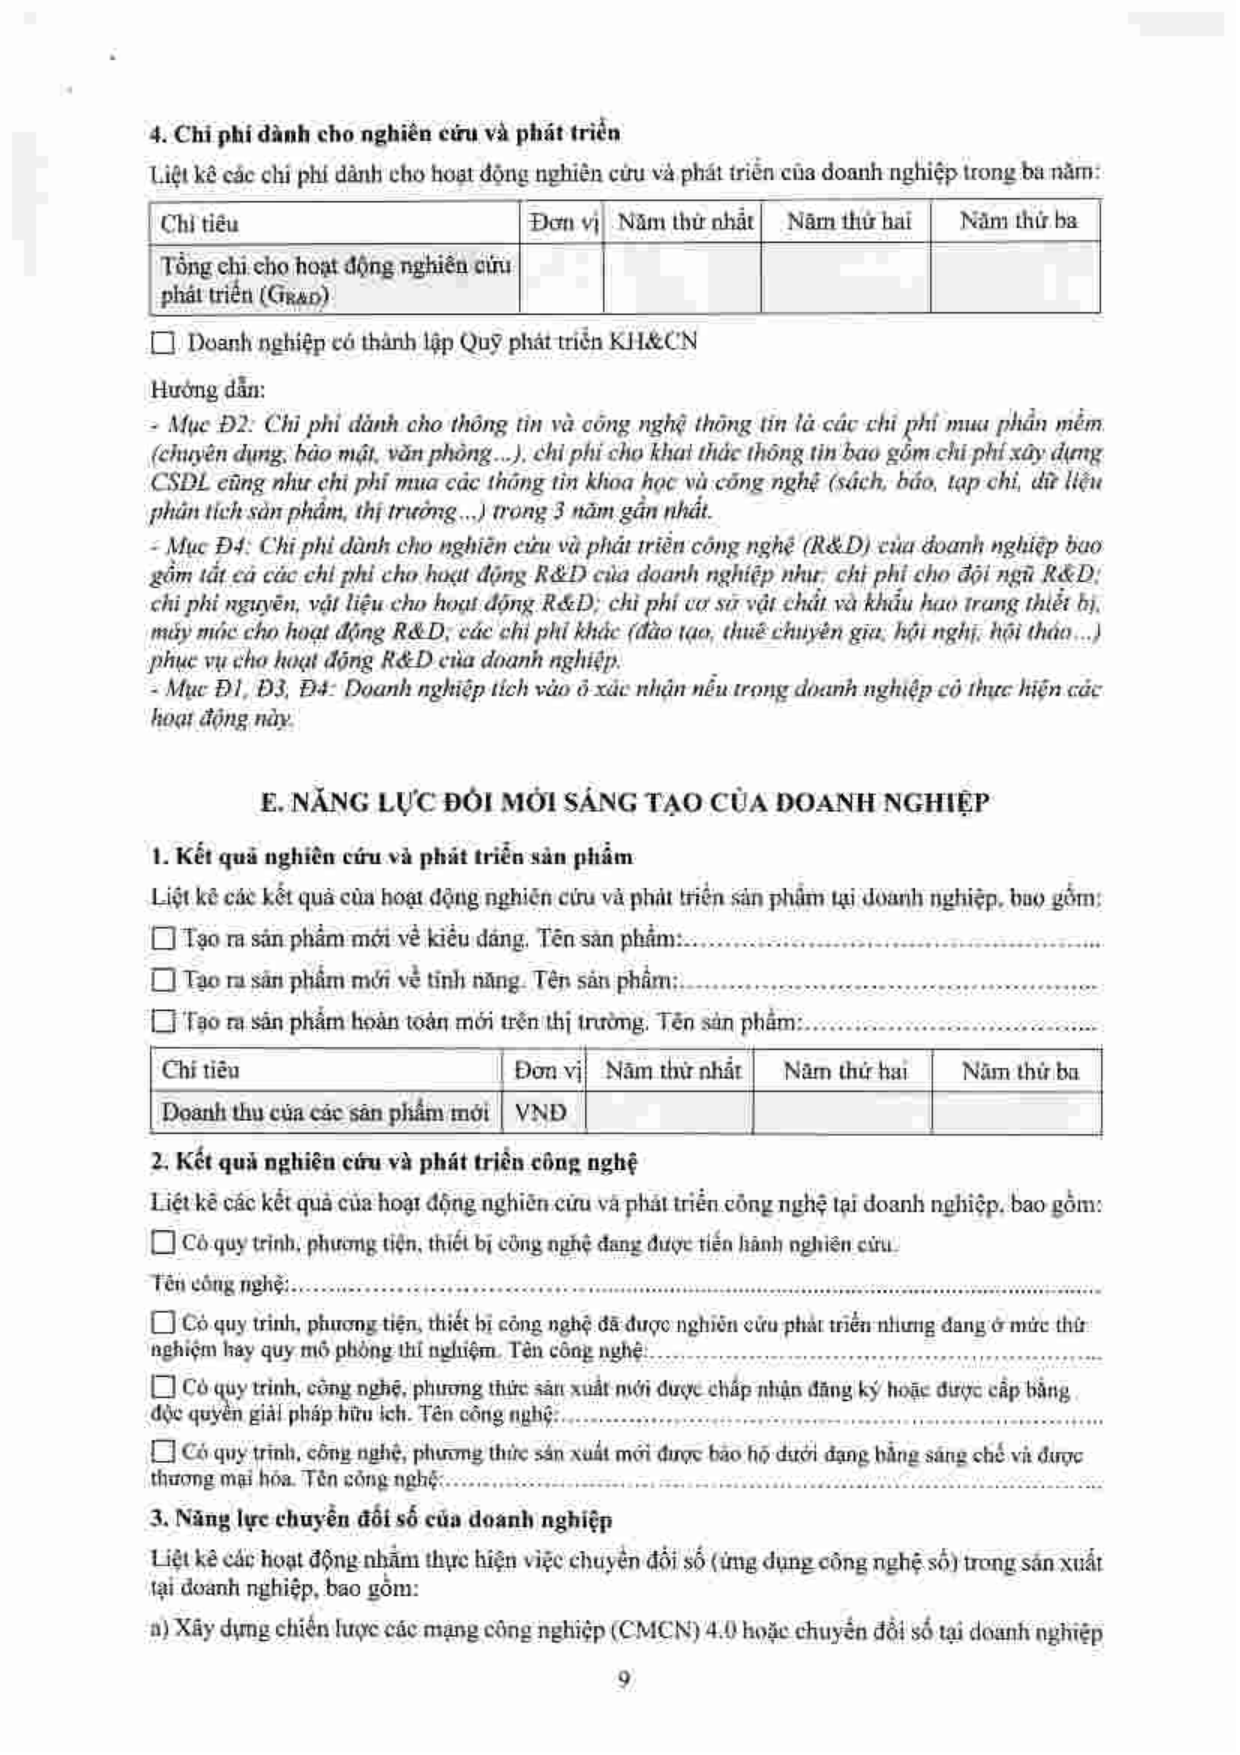 4. Chi phí dành cho nghiên cứu và phát triển
Liệt kê các chi phí dành cho hoạt động nghiên cứu và phát triển của doanh nghiệp trong ba năm:
Chỉ tiêu Đơn vị Năm thứ nhất Năm thứ hai Năm thứ ba
Tổng chi cho hoạt động nghiên cứu
phát triển (GR&D)
☐ Doanh nghiệp có thành lập Quỹ phát triển KH&CN
Hướng dẫn:
- Mục Đ2: Chi phí dành cho thông tin và công nghệ thông tin là các chi phí mua phần mềm
(chuyên dụng, bảo mật, văn phòng...), chi phí cho khai thác thông tin bao gồm chi phí xây dựng
CSDL cũng như chi phí mua các thông tin khoa học và công nghệ (sách, báo, tạp chí, dữ liệu
phân tích sản phẩm, thị trường...) trong 3 năm gần nhất.
- Mục Đ4: Chi phí dành cho nghiên cứu và phát triển công nghệ (R&D) của doanh nghiệp bao
gồm tất cả các chi phí cho hoạt động R&D của doanh nghiệp như: chi phí cho đội ngũ R&D;
chi phí nguyên, vật liệu cho hoạt động R&D; chi phí cơ sở vật chất và khấu hao trang thiết bị,
máy móc cho hoạt động R&D; các chi phí khác (đào tạo, thuê chuyên gia, hội nghị, hội thảo...)
phục vụ cho hoạt động R&D của doanh nghiệp.
- Mục Đ1, Đ3, Đ4: Doanh nghiệp tích vào ô xác nhận nếu trong doanh nghiệp có thực hiện các
hoạt động này.
E. NĂNG LỰC ĐỔI MỚI SÁNG TẠO CỦA DOANH NGHIỆP
1. Kết quả nghiên cứu và phát triển sản phẩm
Liệt kê các kết quả của hoạt động nghiên cứu và phát triển sản phẩm tại doanh nghiệp, bao gồm:
☐ Tạo ra sản phẩm mới về kiểu dáng. Tên sản phẩm:....................................................
☐ Tạo ra sản phẩm mới về tính năng. Tên sản phẩm:....................................................
☐ Tạo ra sản phẩm hoàn toàn mới trên thị trường. Tên sản phẩm:....................................
Chỉ tiêu Đơn vị Năm thứ nhất Năm thứ hai Năm thứ ba
Doanh thu của các sản phẩm mới VNĐ
2. Kết quả nghiên cứu và phát triển công nghệ
Liệt kê các kết quả của hoạt động nghiên cứu và phát triển công nghệ tại doanh nghiệp, bao gồm:
☐ Có quy trình, phương tiện, thiết bị công nghệ đang được tiến hành nghiên cứu.
Tên công nghệ:....................................................................................................
☐ Có quy trình, phương tiện, thiết bị công nghệ đã được nghiên cứu phát triển nhưng đang ở mức thử
nghiệm hay quy mô phòng thí nghiệm. Tên công nghệ:.......................................................
☐ Có quy trình, công nghệ, phương thức sản xuất mới được chấp nhận đăng ký hoặc được cấp bằng
độc quyền giải pháp hữu ích. Tên công nghệ:...................................................................
☐ Có quy trình, công nghệ, phương thức sản xuất mới được bảo hộ dưới dạng bằng sáng chế và được
thương mại hóa. Tên công nghệ:..................................................................................
3. Năng lực chuyển đổi số của doanh nghiệp
Liệt kê các hoạt động nhằm thực hiện việc chuyển đổi số (ứng dụng công nghệ số) trong sản xuất
tại doanh nghiệp, bao gồm:
a) Xây dựng chiến lược các mạng công nghiệp (CMCN) 4.0 hoặc chuyển đổi số tại doanh nghiệp
9